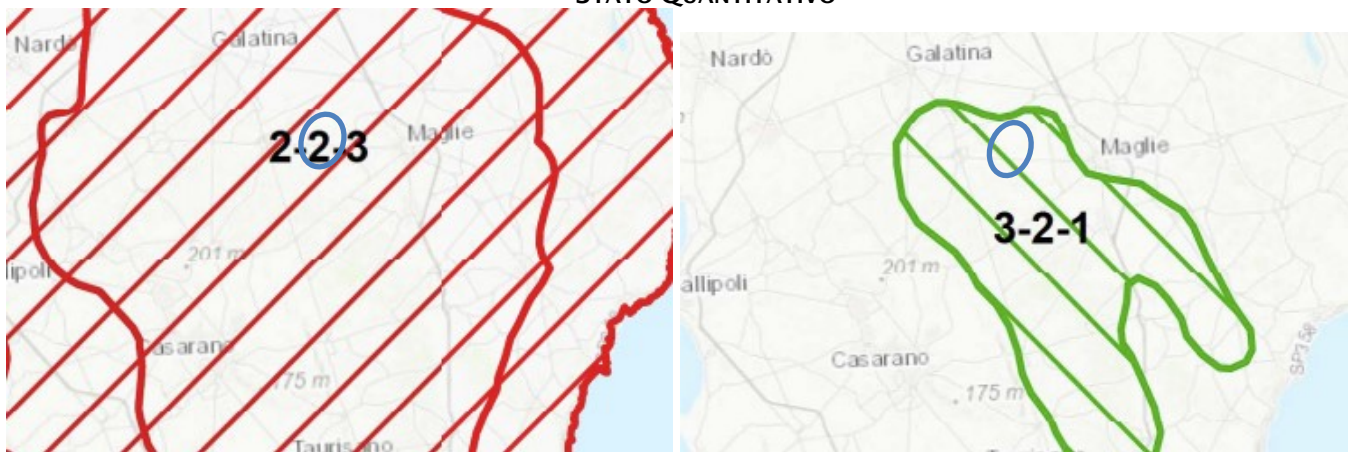 STATO QUANTITATIVO
Nardò
Galatina
2-2-3
Maglie
201 m
lipoli
Casarano
175 m
Taurisano
Nardò
Galatina
Maglie
3-2-1
201 m
allipoli
Casarano
175 m
SP358